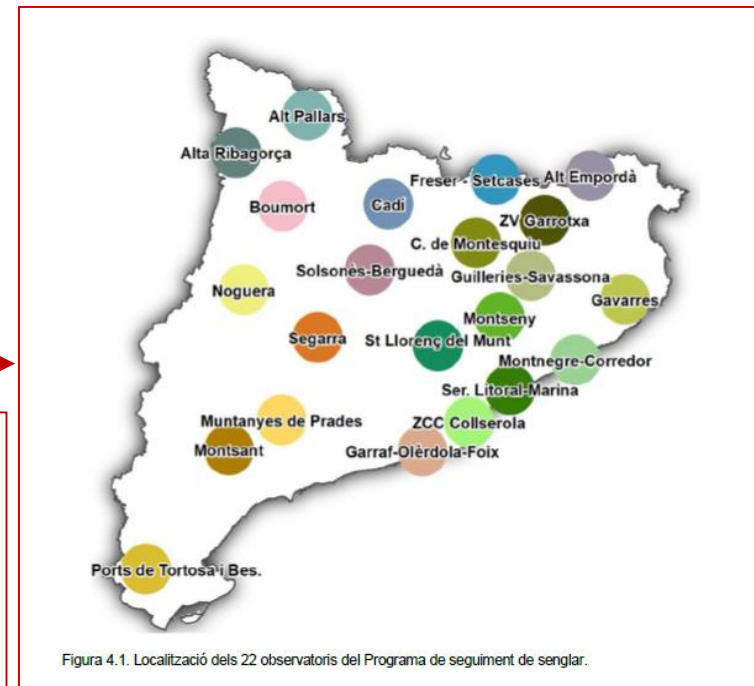 Alt Pallars
Alta Ribagorça
Freser - Setcases
Alt Empordà
Boumort
Cadí
ZV Garrotxa
C. de Montesquiu
Solsonès-Berguedà
Guilleries-Savassona
Noguera
Gavarres
Montseny
Segarra
St Llorenç del Munt
Montnegre-Corredor
Ser. Litoral-Marina
Muntanyes de Prades
ZCC Collserola
Montsant
Garraf-Olèrdola-Foix
Ports de Tortosa i Bes.
Figura 4.1. Localització dels 22 observatoris del Programa de seguiment de senglar.